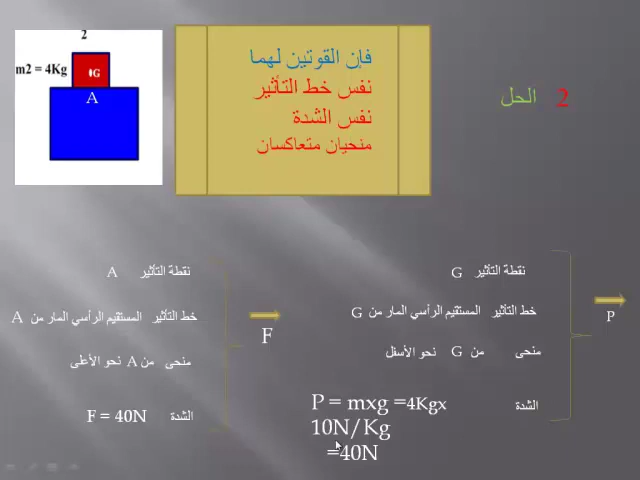 2
m2 = 4Kg
G
A
فإن القوتين لهما
نفس خط التأثير
نفس الشدة
منحيان متعاكسان
2 الحل
P
نقطة التأثير G
خط التأثير المستقيم الرأسي المار من G
منحى من G نحو الأسفل
الشدة P = mxg =4Kgx
10N/Kg
=40N
F
نقطة التأثير A
خط التأثير المستقيم الرأسي المار من A
منحى من A نحو الأعلى
الشدة F = 40N